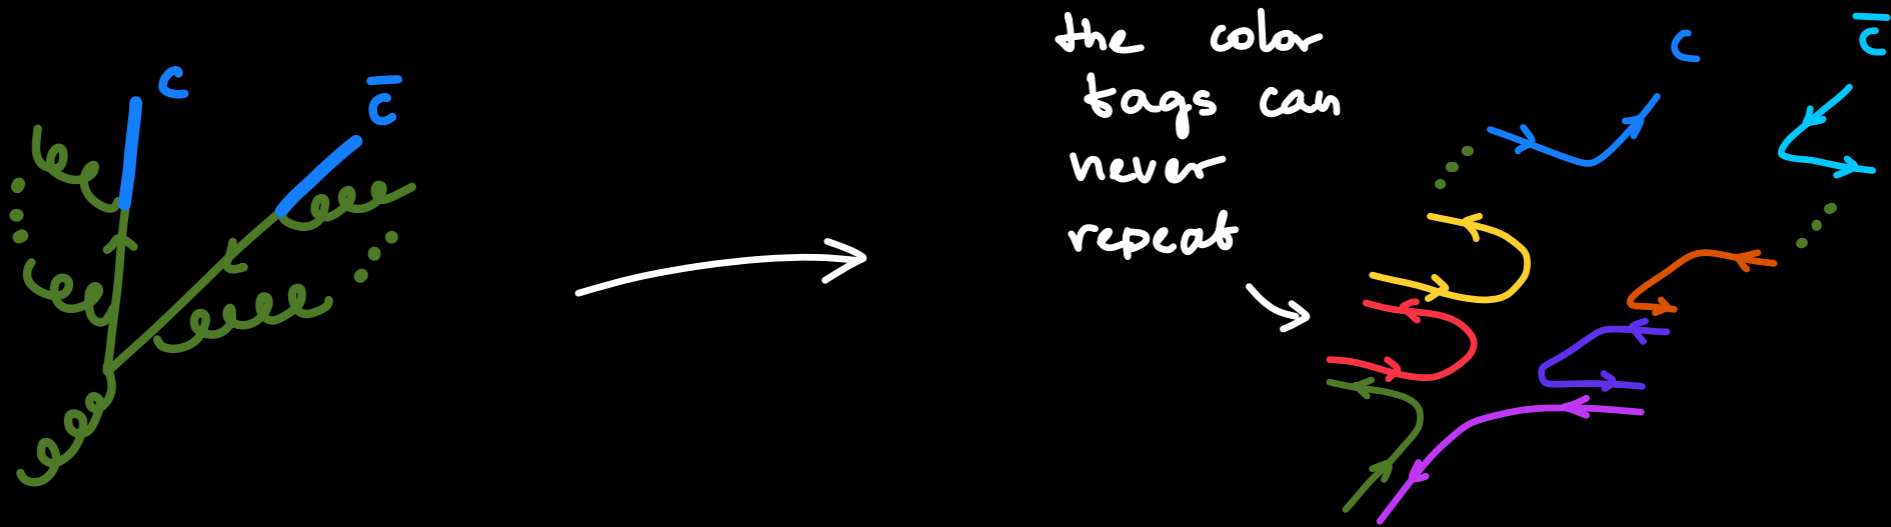 c
c̄
the color
tags can
never
repeat
c
c̄